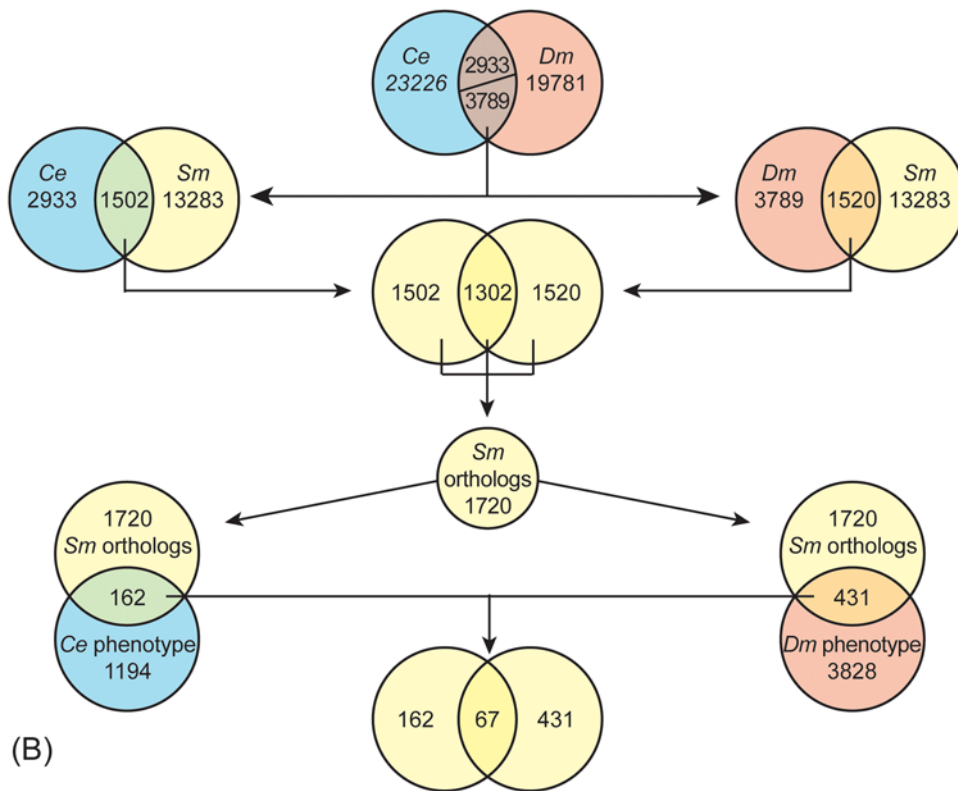 Ce
23226
2933
3789
Dm
19781
Ce
2933
1502
Sm
13283
Dm
3789
1520
Sm
13283
1502
1302
1520
Sm
orthologs
1720
1720
Sm orthologs
162
Ce phenotype
1194
1720
Sm orthologs
431
Dm phenotype
3828
162
67
431
(B)